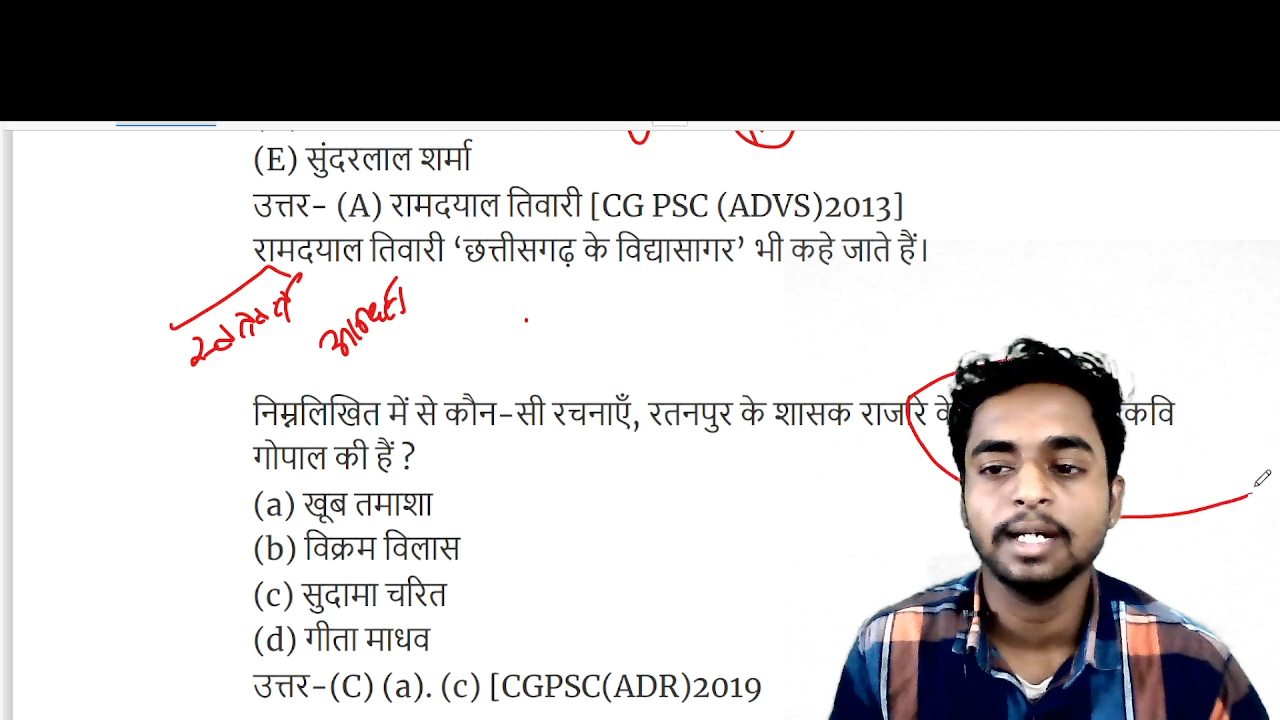 (E) सुंदरलाल शर्मा
उत्तर- (A) रामदयाल तिवारी [CG PSC (ADVS)2013]
रामदयाल तिवारी ‘छत्तीसगढ़ के विद्यासागर’ भी कहे जाते हैं।
निम्नलिखित में से कौन-सी रचनाएँ, रतनपुर के शासक कवि
गोपाल की हैं ?
(a) खूब तमाशा
(b) विक्रम विलास
(c) सुदामा चरित
(d) गीता माधव
उत्तर-(C) (a). (c) [CGPSC(ADR)2019